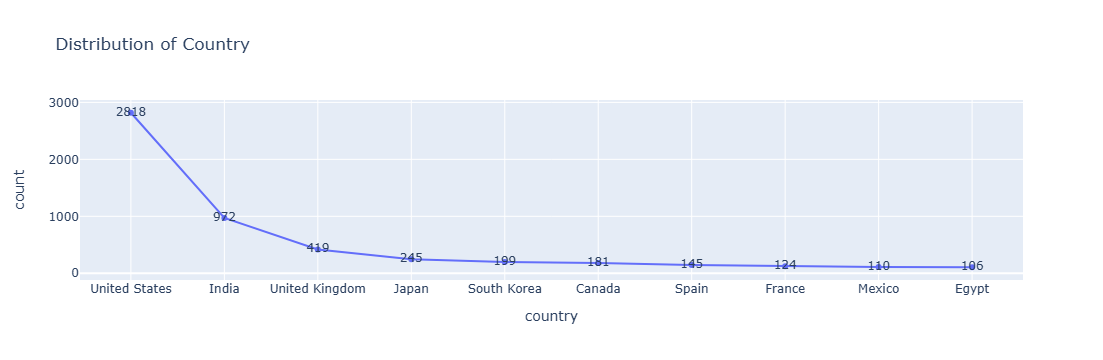 Distribution of Country
3000
2000
1000
0
count
2818
972
419
245
199
181
145
124
110
106
United States
India
United Kingdom
Japan
South Korea
Canada
Spain
France
Mexico
Egypt
country